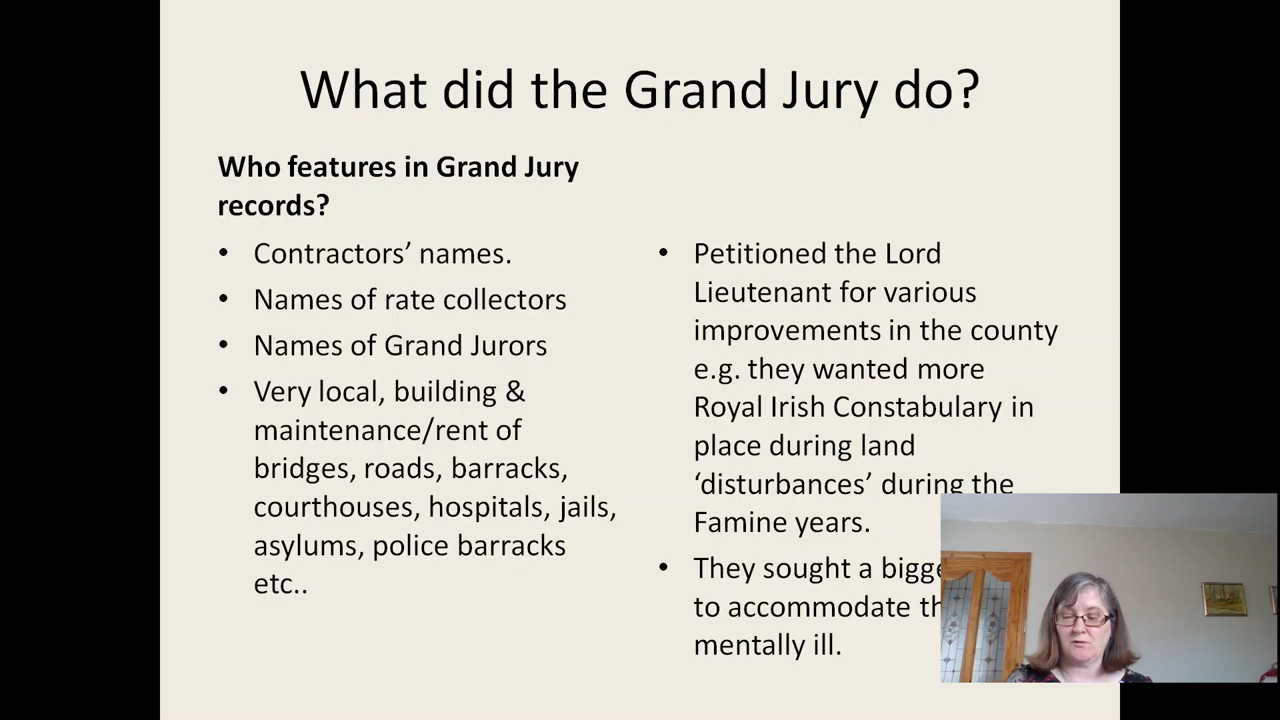 What did the Grand Jury do?
Who features in Grand Jury
records?
• Contractors’ names.
• Names of rate collectors
• Names of Grand Jurors
• Very local, building &
maintenance/rent of
bridges, roads, barracks,
courthouses, hospitals, jails,
asylums, police barracks
etc..
• Petitioned the Lord
Lieutenant for various
improvements in the county
e.g. they wanted more
Royal Irish Constabulary in
place during land
‘disturbances’ during the
Famine years.
• They sought a
to accommodate
mentally ill.